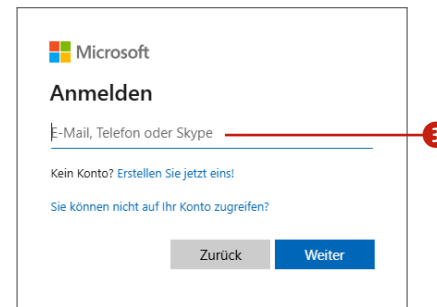 Microsoft
Anmelden
E-Mail, Telefon oder Skype
Kein Konto? Erstellen Sie jetzt eins!
Sie können nicht auf Ihr Konto zugreifen?
Zurück Weiter